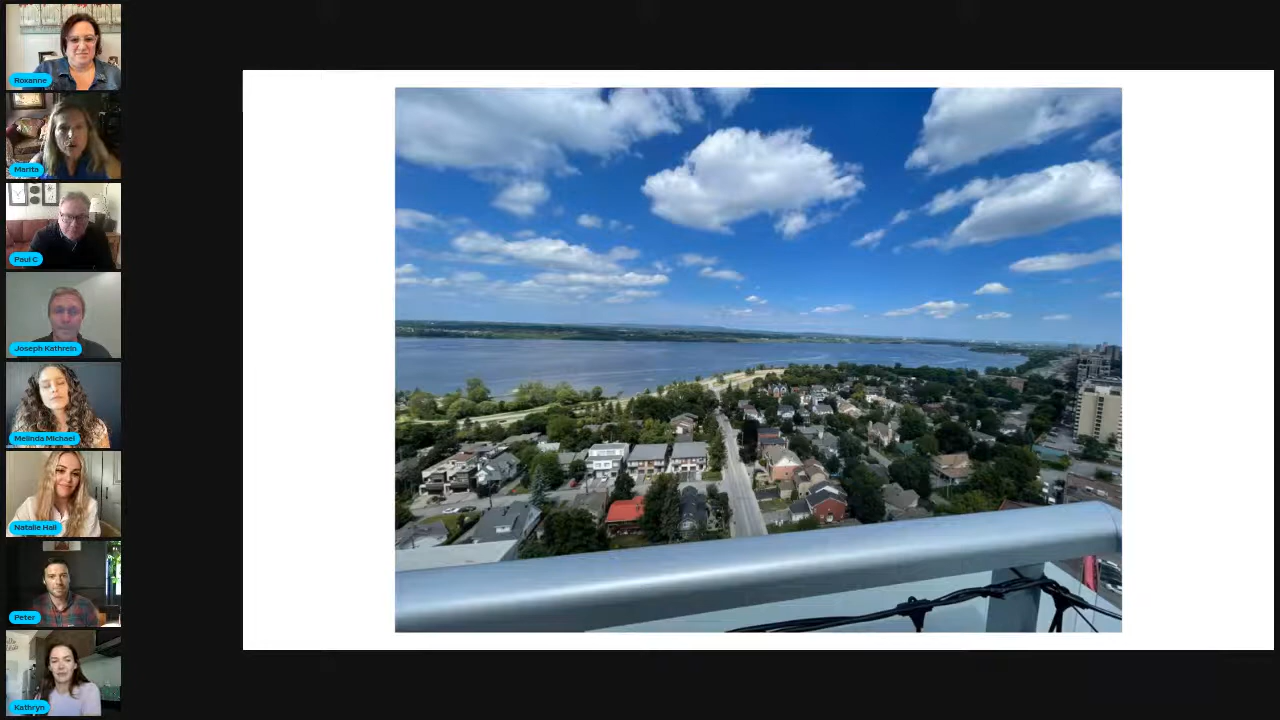 Roxanne
Marita
Paul C
Joseph Kathrein
Melinda Michael
Natalie Hall
Peter
Kathryn